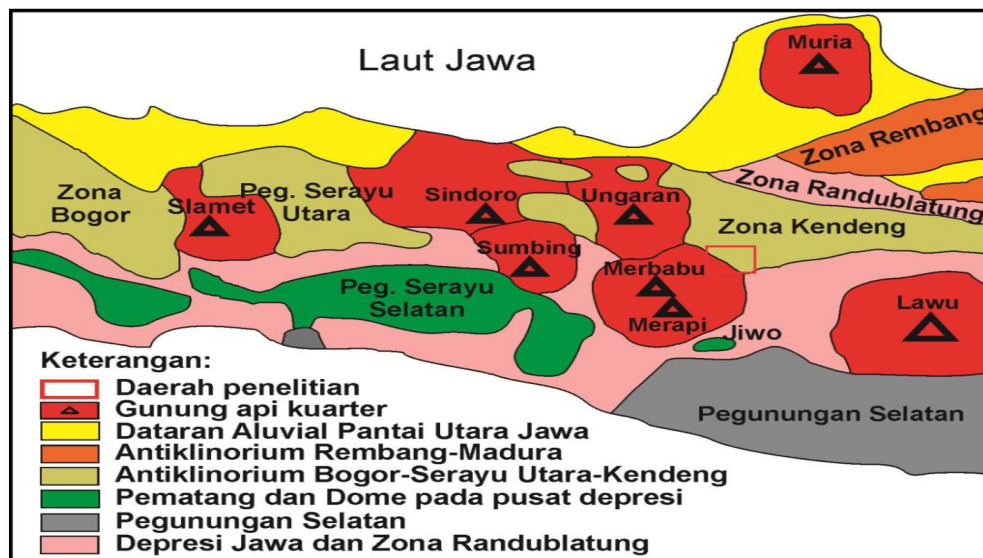 Laut Jawa
Muria
Zona Rembang
Zona Randublatung
Zona
Bogor
Slamet
Peg. Serayu
Utara
Sindoro
Ungaran
Zona Kendeng
Sumbing
Merbabu
Merapi
Peg. Serayu
Selatan
Jiwo
Lawu
Pegunungan Selatan
Keterangan:
Daerah penelitian
Gunung api kuarter
Dataran Aluvial Pantai Utara Jawa
Antiklinorium Rembang-Madura
Antiklinorium Bogor-Serayu Utara-Kendeng
Pematang dan Dome pada pusat depresi
Pegunungan Selatan
Depresi Jawa dan Zona Randublatung